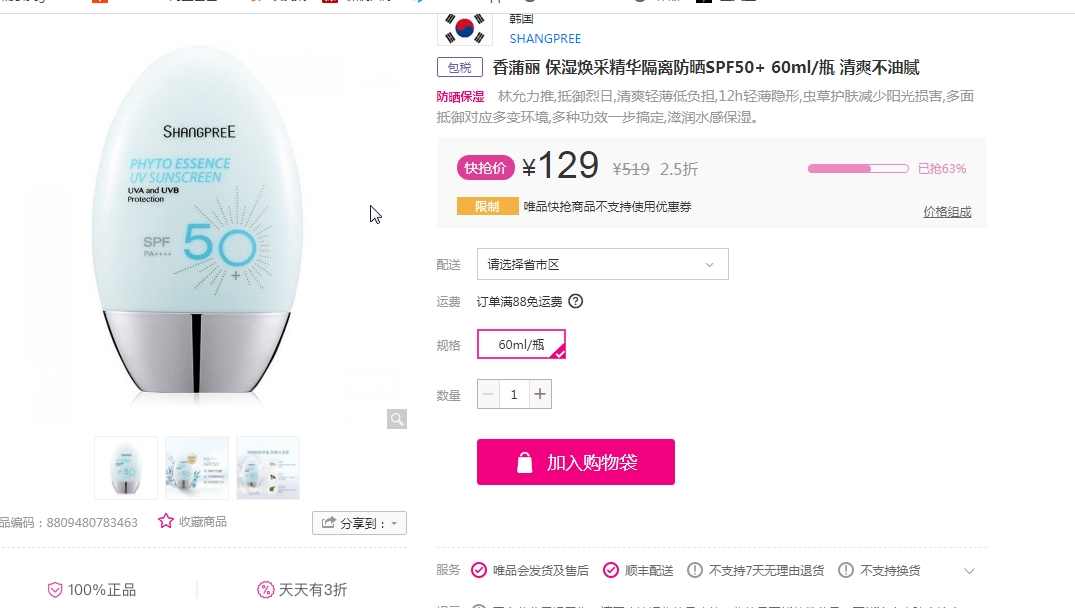 韩国
SHANGPREE
包税 香蒲丽 保湿焕采精华隔离防晒SPF50+ 60ml/瓶 清爽不油腻
防晒保湿 林允力推,抵御烈日,清爽轻薄低负担,12h轻薄隐形,虫草护肤减少阳光损害,多面
抵御对应多变环境,多种功效一步搞定,滋润水感保湿。
快抢价 ¥129 ¥519 2.5折 已抢63%
限制 唯品快抢商品不支持使用优惠券
价格组成
配送 请选择省市区
运费 订单满88免运费 ?
规格 60ml/瓶
数量 − 1 +
加入购物袋
SHANGPREE
PHYTO ESSENCE
UV SUNSCREEN
UVA and UVB
Protection
SPF 50+
PA++++
品编码：8809480783463 收藏商品 分享到：
100%正品 天天有3折
服务 唯品会发货及售后 顺丰配送 不支持7天无理由退货 不支持换货